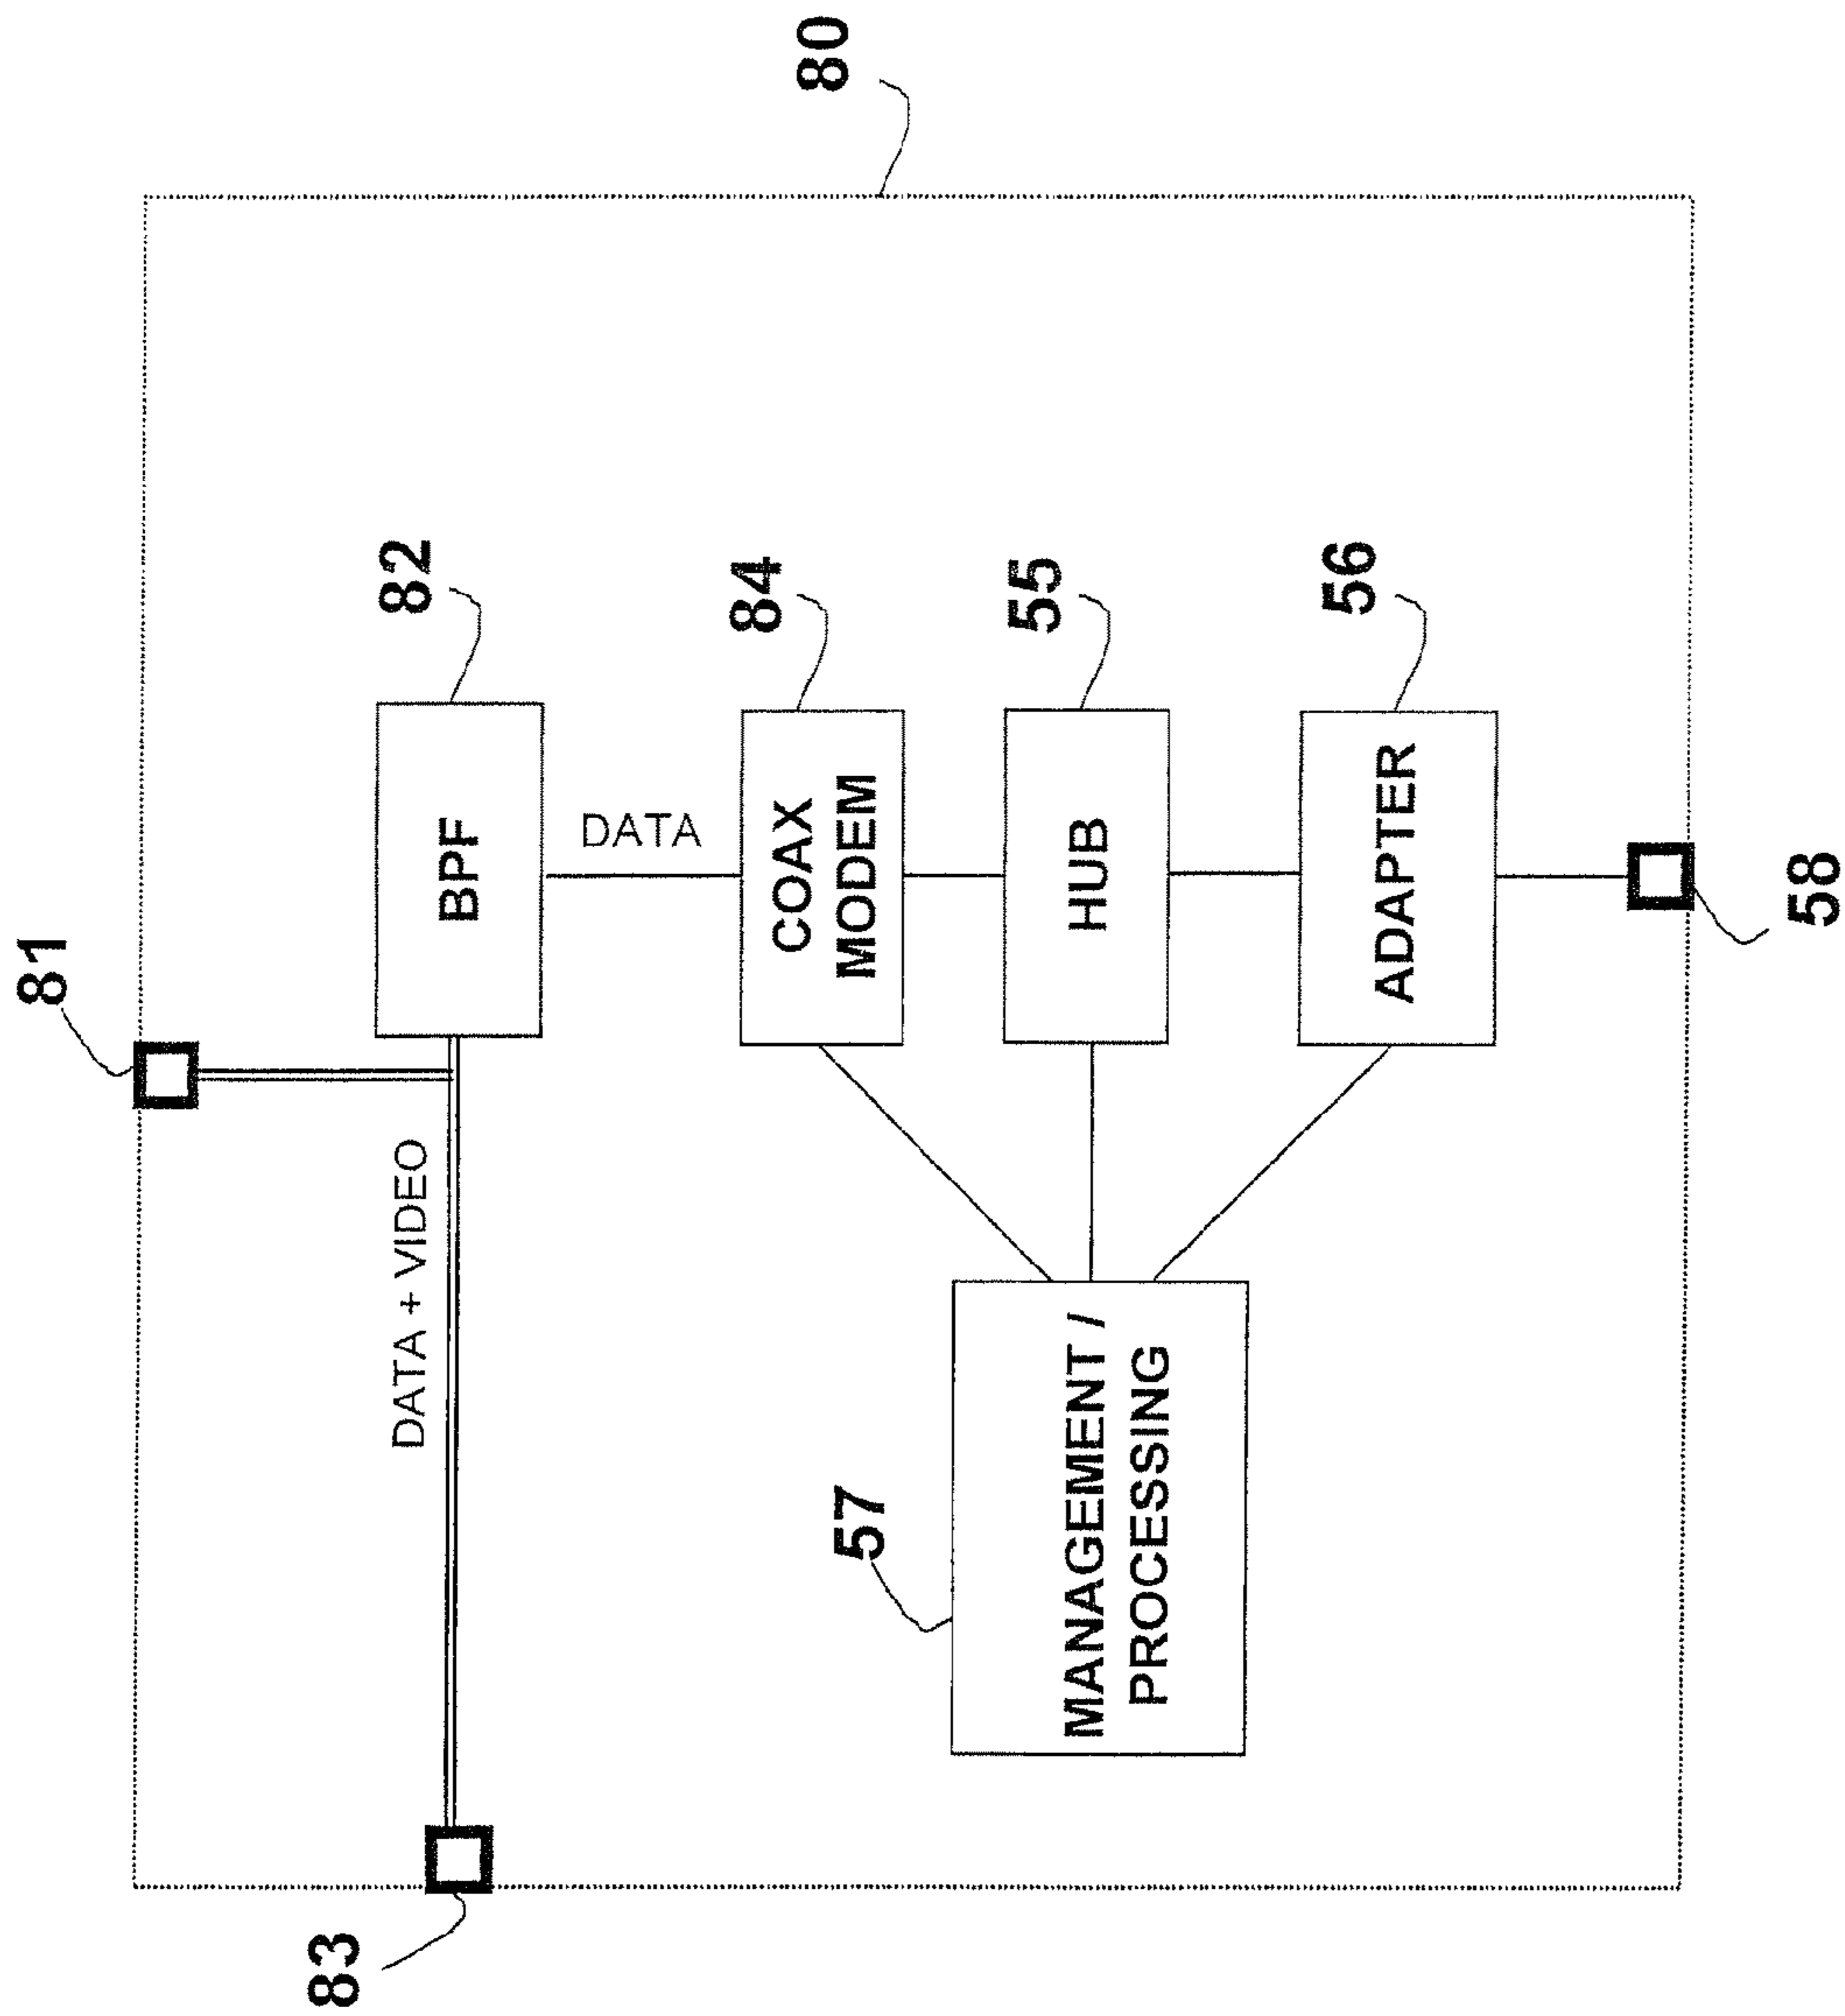 80
81
82
BPF
DATA + VIDEO
83
DATA
84
COAX
MODEM
55
HUB
56
ADAPTER
57
MANAGEMENT /
PROCESSING
58